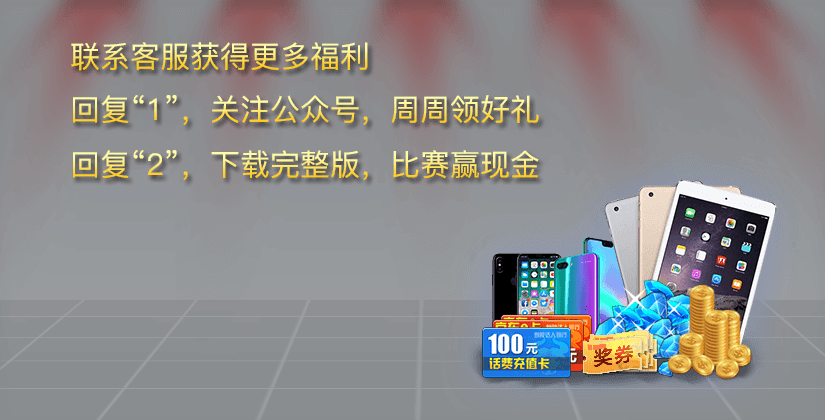 联系客服获得更多福利
回复“1”，关注公众号，周周领好礼
回复“2”，下载完整版，比赛赢现金
100元
话费充值卡
元
奖券